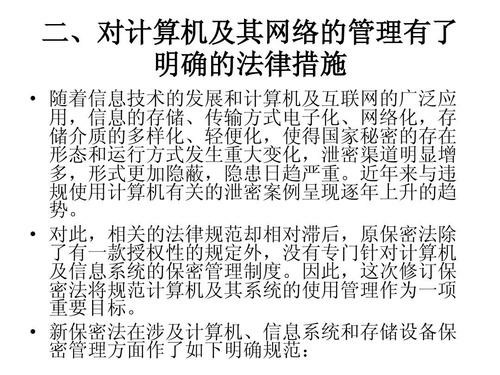 二、对计算机及其网络的管理有了
明确的法律措施
• 随着信息技术的发展和计算机及互联网的广泛应
用，信息的存储、传输方式电子化、网络化，存
储介质的多样化、轻便化，使得国家秘密的存在
形态和运行方式发生重大变化，泄密渠道明显增
多，形式更加隐蔽，隐患日趋严重。近年来与违
规使用计算机有关的泄密案例呈现逐年上升的趋
势。
• 对此，相关的法律规范却相对滞后，原保密法除
了有一款授权性的规定外，没有专门针对计算机
及信息系统的保密管理制度。因此，这次修订保
密法将规范计算机及其系统的使用管理作为一项
重要目标。
• 新保密法在涉及计算机、信息系统和存储设备保
密管理方面作了如下明确规范：